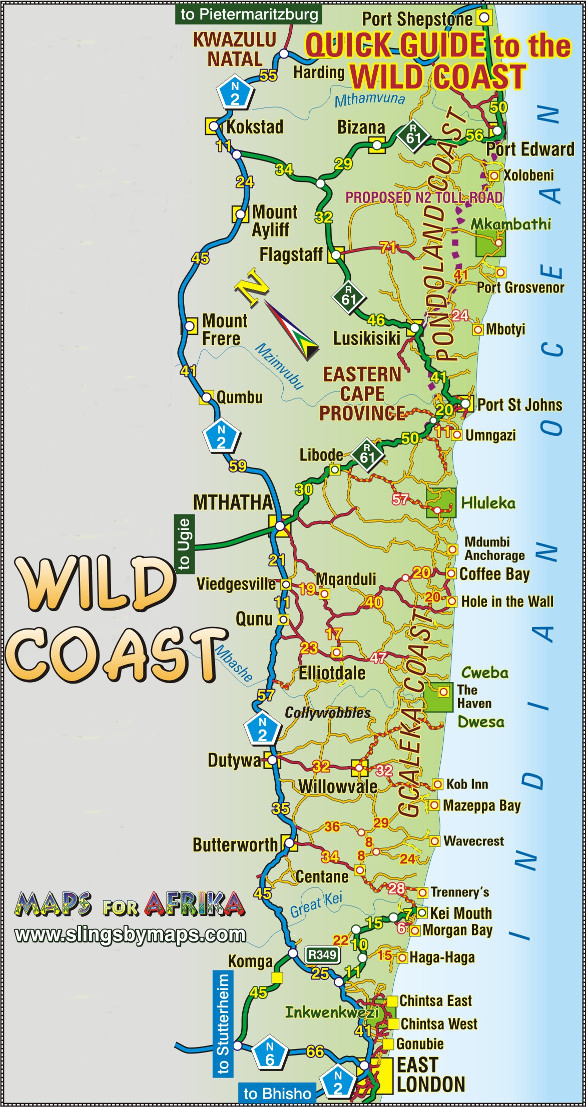 to Pietermaritzburg
Port Shepstone
KWAZULU
NATAL
QUICK GUIDE to the
WILD COAST
Harding
55
N
2
Mthamvuna
50
Kokstad
Bizana
R
61
56
11
Port Edward
34
29
24
Xolobeni
PROPOSED N2 TOLL ROAD
32
Mount
Ayliff
Mkambathi
PONDOLAND COAST
Flagstaff
71
45
41
Port Grosvenor
N
R
61
46
24
Mount
Frere
Lusikisiki
Mbotyi
Mzimvubu
41
EASTERN
CAPE
PROVINCE
41
Qumbu
20
Port St Johns
N
2
11
Umngazi
50
R
61
Libode
59
30
57
Hluleka
MTHATHA
to Ugie
21
Mdumbi
Anchorage
WILD
COAST
Viedgesville
19
Mqanduli
20
Coffee Bay
11
40
20
Hole in the Wall
Qunu
17
23
47
Mbashe
Elliotdale
GCALEKA COAST
Cweba
The
Haven
Dwesa
57
Collywobbles
N
2
Dutywa
32
32
Willowvale
Kob Inn
35
Mazeppa Bay
36
29
Butterworth
8
Wavecrest
34
8
24
Centane
45
28
Trennery's
MAPS FOR AFRIKA
www.slingsbymaps.com
Great Kei
15
7
Kei Mouth
6
Morgan Bay
22
10
Komga
R349
15
Haga-Haga
25
11
45
to Stutterheim
Chintsa East
Inkwenkwezi
Chintsa West
41
Gonubie
N
6
66
EAST
LONDON
to Bhisho
N
2
INDIAN OCEAN